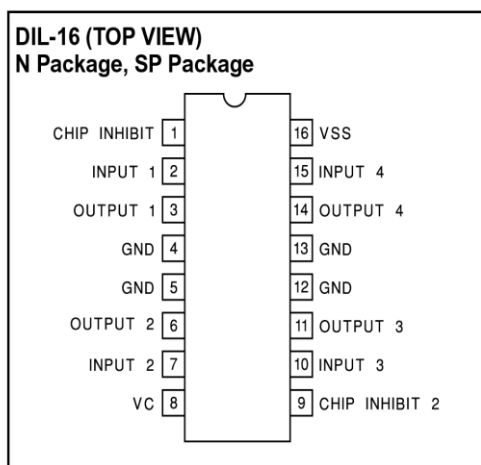 DIL-16 (TOP VIEW)
N Package, SP Package
CHIP INHIBIT 1
INPUT 1 2
OUTPUT 1 3
GND 4
GND 5
OUTPUT 2 6
INPUT 2 7
VC 8
16 VSS
15 INPUT 4
14 OUTPUT 4
13 GND
12 GND
11 OUTPUT 3
10 INPUT 3
9 CHIP INHIBIT 2